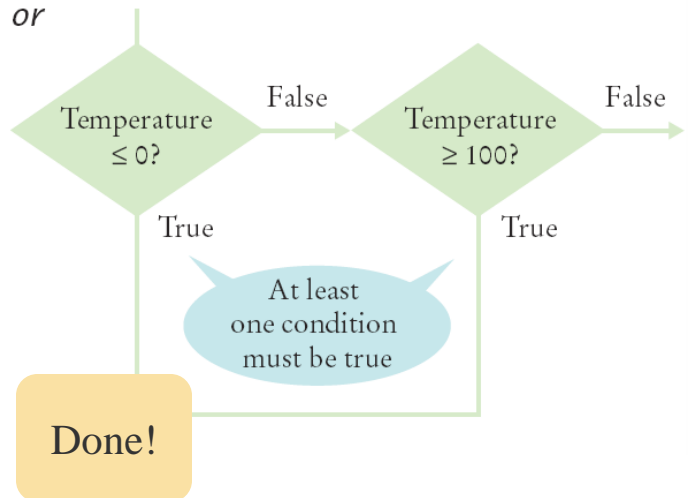 or
False
False
Temperature
≤ 0?
Temperature
≥ 100?
True
True
At least
one condition
must be true
Done!